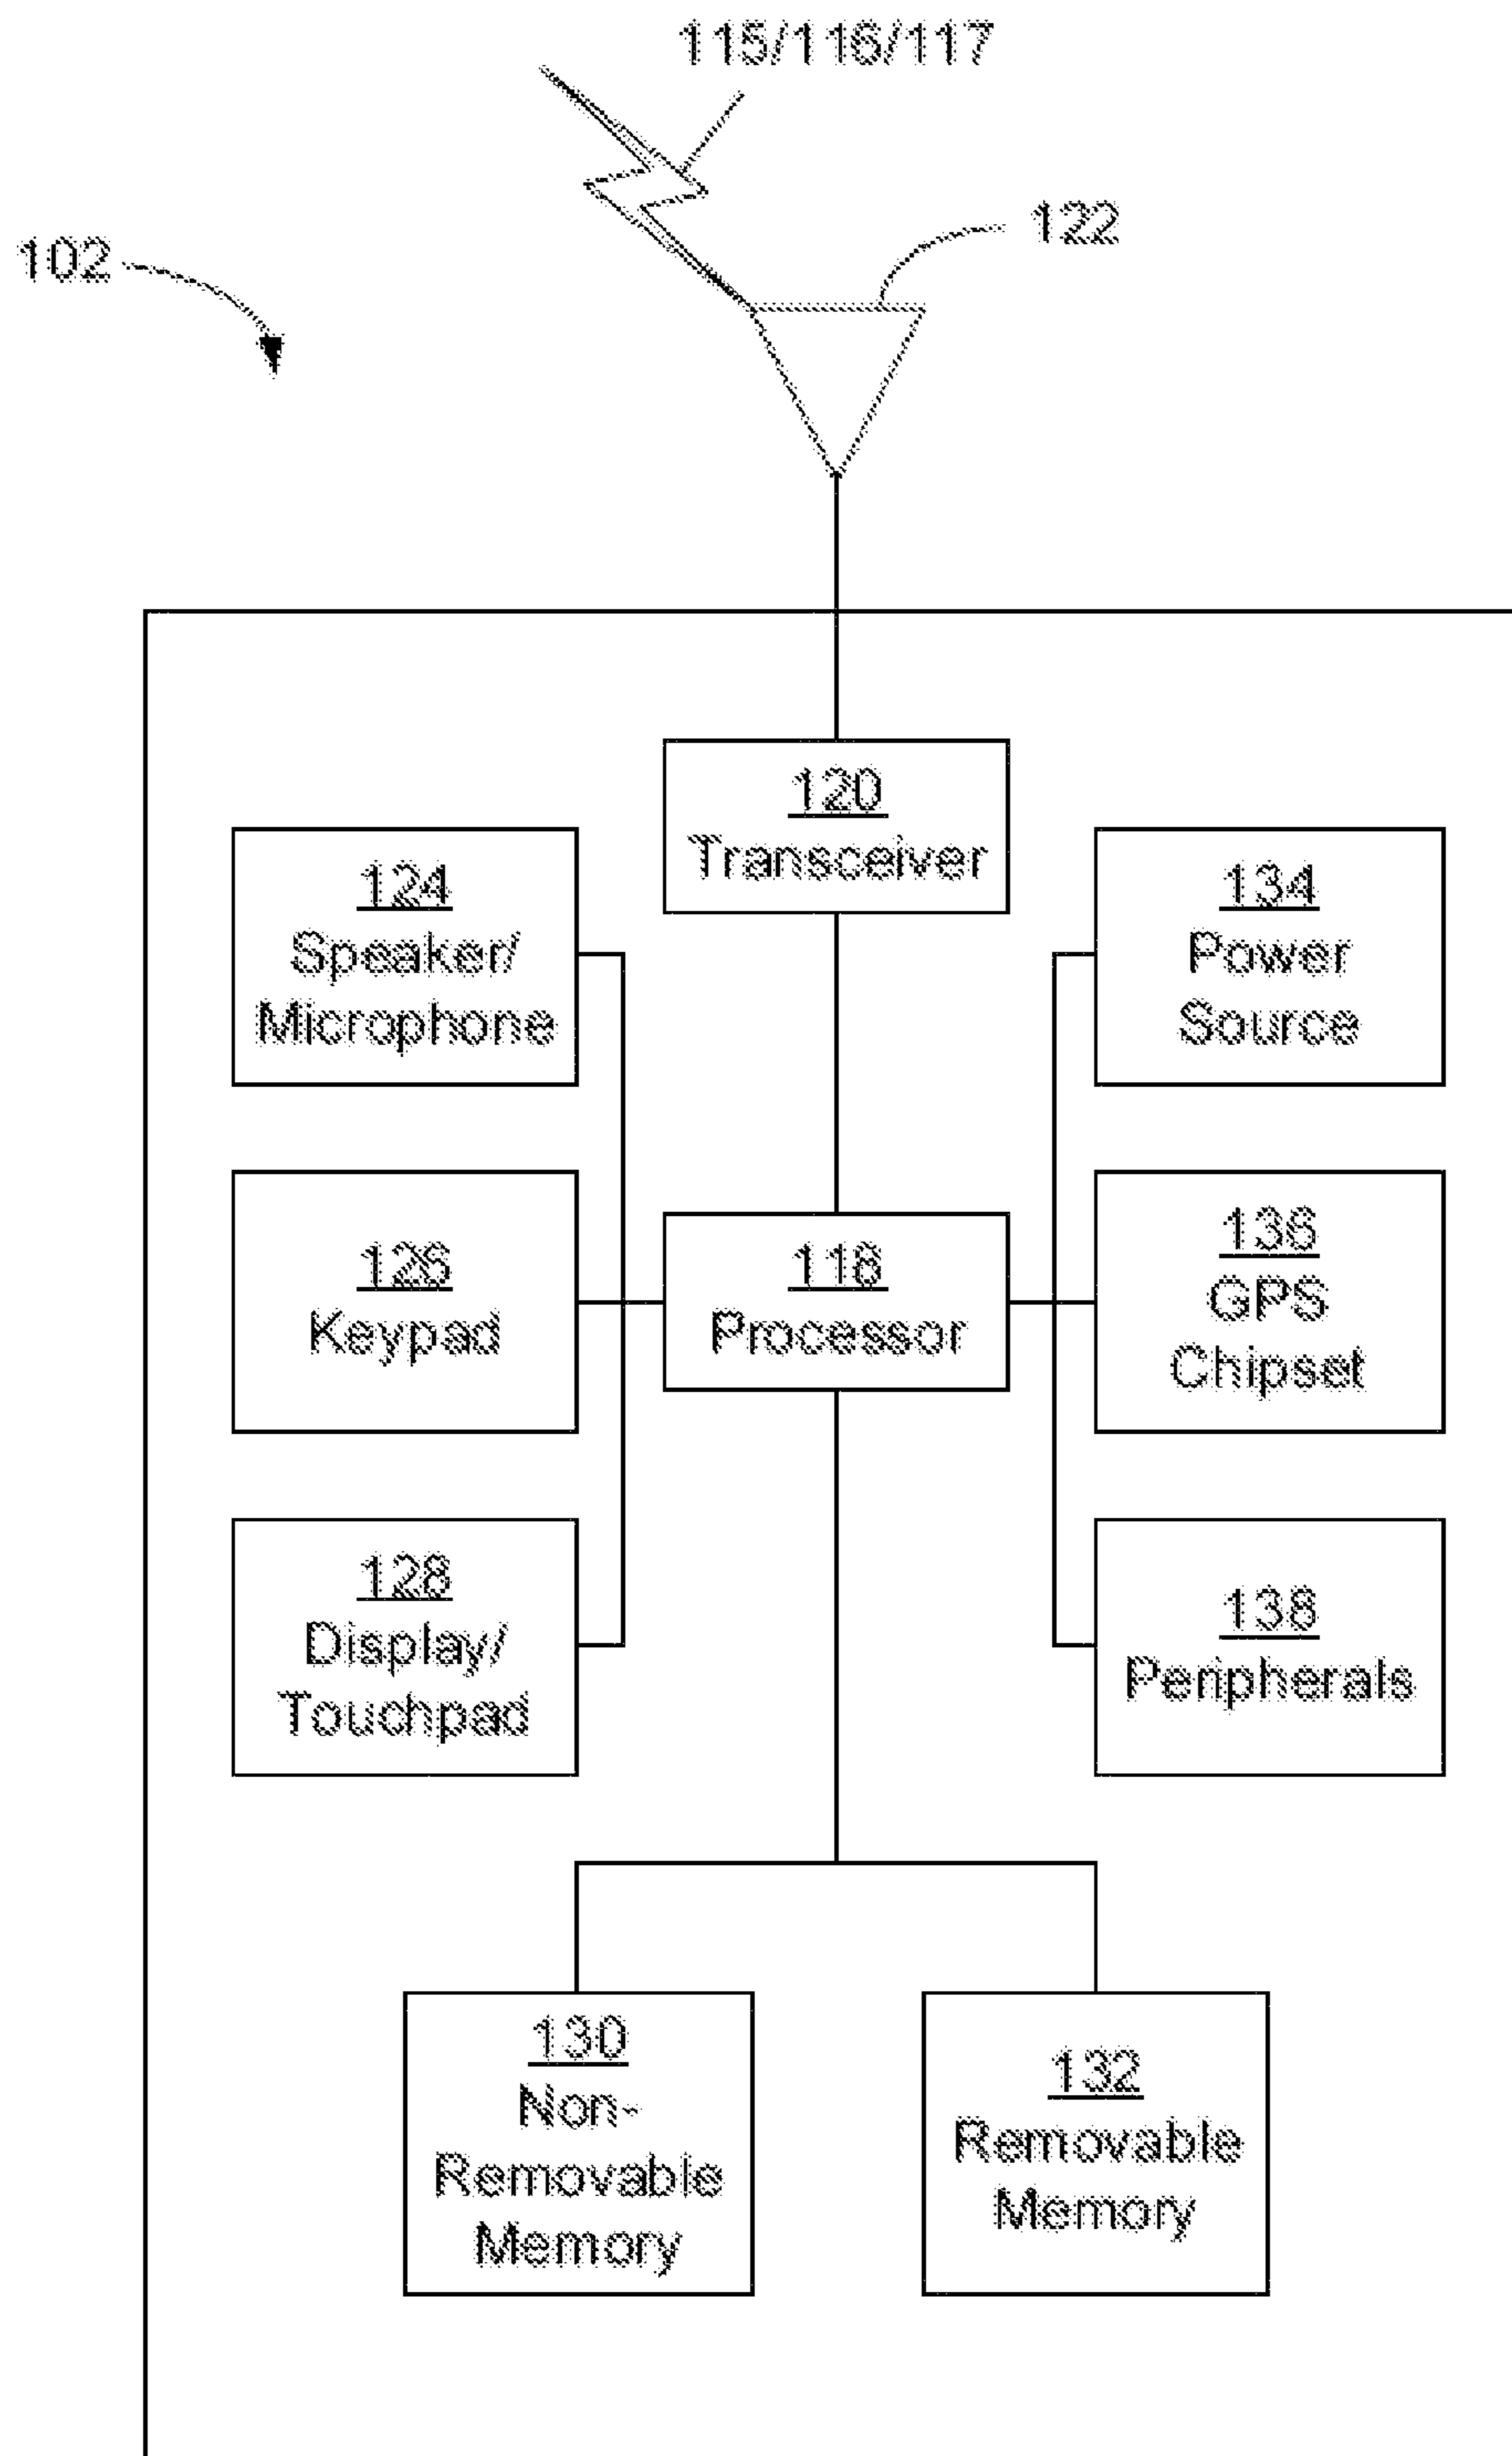 115/116/117
122
102
120
Transceiver
124
Speaker/
Microphone
134
Power
Source
126
Keypad
118
Processor
136
GPS
Chipset
128
Display/
Touchpad
138
Peripherals
130
Non-
Removable
Memory
132
Removable
Memory